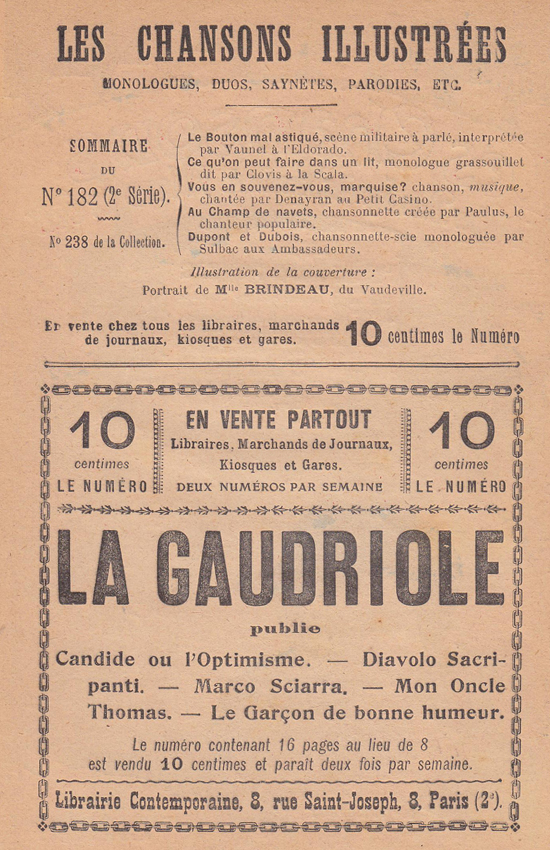 LES CHANSONS ILLUSTRÉES
MONOLOGUES, DUOS, SAYNÈTES, PARODIES, ETC.
SOMMAIRE
DU
Nº 182 (2e Série).
Nº 238 de la Collection.
Le Bouton mal astiqué, scène militaire à parlé, interprétée
par Vaunel à l'Eldorado.
Ce qu'on peut faire dans un lit, monologue grassouillet
dit par Clovis à la Scala.
Vous en souvenez-vous, marquise? chanson, musique,
chantée par Denayran au Petit Casino.
Au Champ de navets, chansonnette créée par Paulus, le
chanteur populaire.
Dupont et Dubois, chansonnette-scie monologuée par
Sulbac aux Ambassadeurs.
Illustration de la couverture :
Portrait de Mlle BRINDEAU, du Vaudeville.
En vente chez tous les libraires, marchands
de journaux, kiosques et gares.
10 centimes le Numéro
10
centimes
LE NUMÉRO
EN VENTE PARTOUT
Libraires, Marchands de Journaux,
Kiosques et Gares.
DEUX NUMÉROS PAR SEMAINE
10
centimes
LE NUMÉRO
LA GAUDRIOLE
publie
Candide ou l'Optimisme. — Diavolo Sacri-
panti. — Marco Sciarra. — Mon Oncle
Thomas. — Le Garçon de bonne humeur.
Le numéro contenant 16 pages au lieu de 8
est vendu 10 centimes et paraît deux fois par semaine.
Librairie Contemporaine, 8, rue Saint-Joseph, 8, Paris (2e).